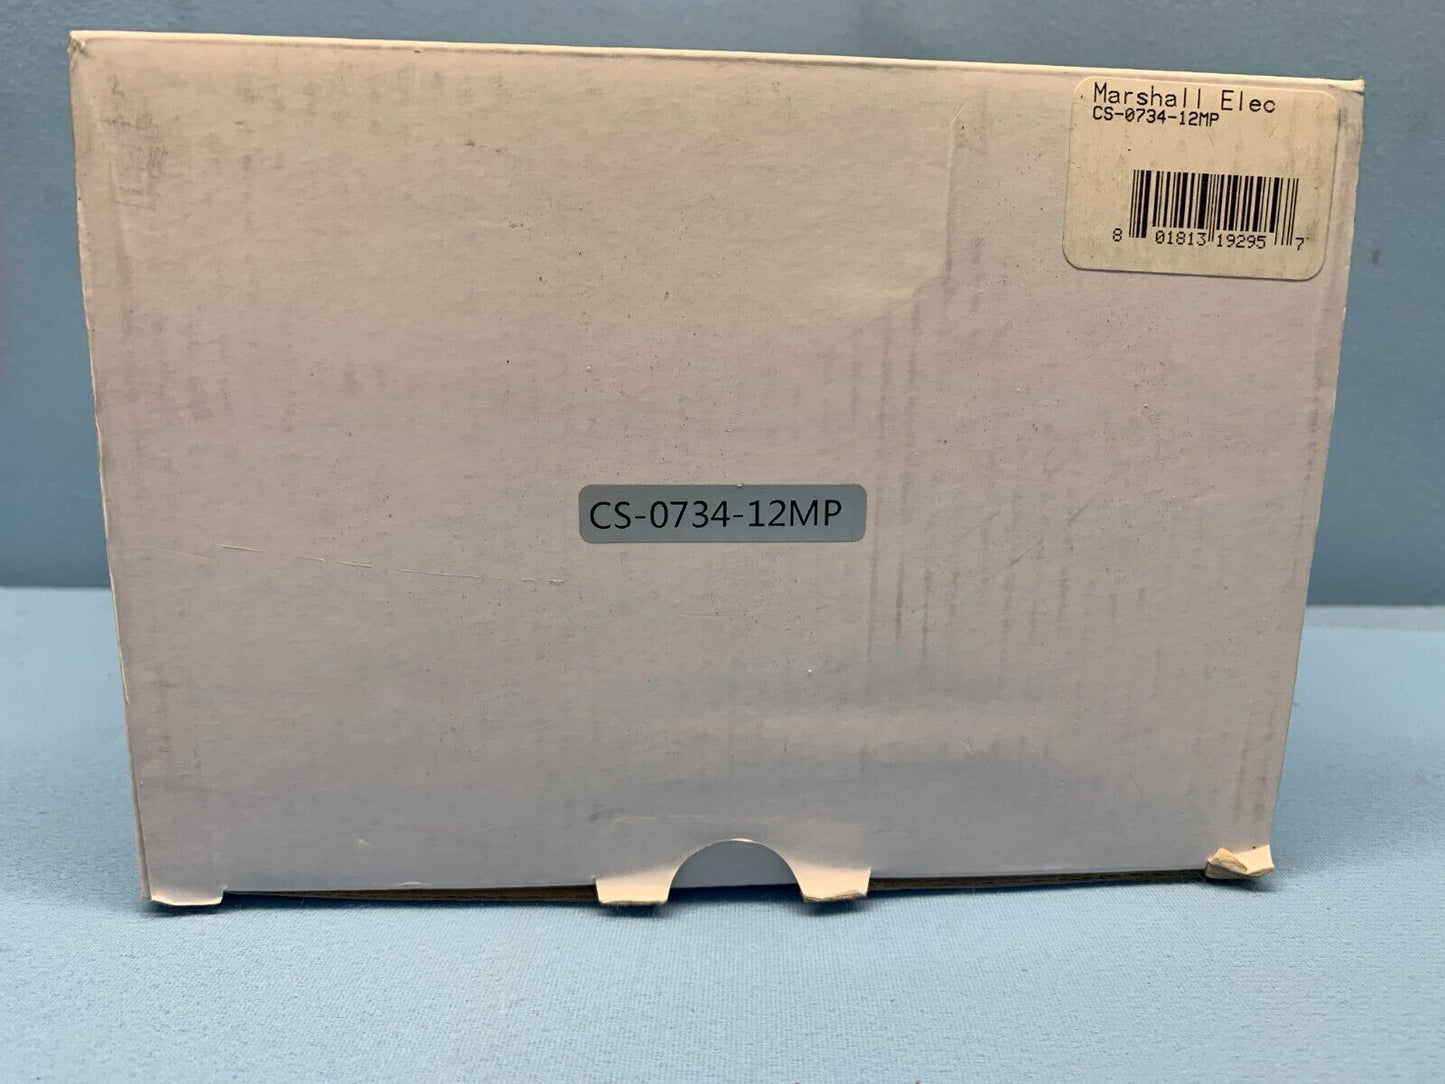 Marshall Elec
CS-0734-12MP
8 01813 19295 7
CS-0734-12MP